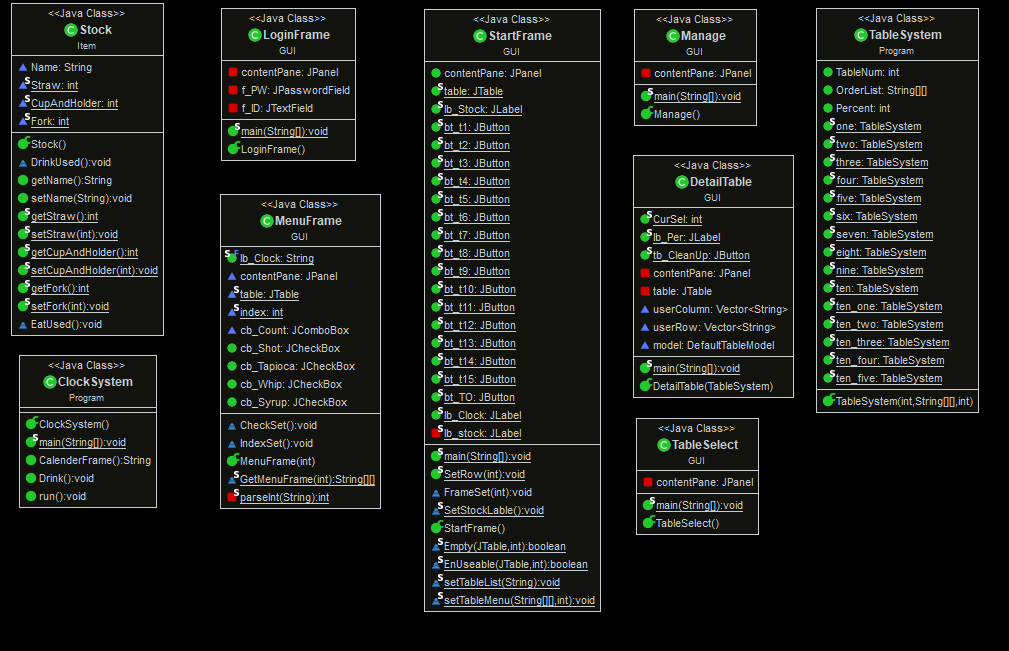 <<Java Class>>
Stock
Item
Name: String
Straw: int
CupAndHolder: int
Fork: int
Stock()
DrinkUsed():void
getName():String
setName(String):void
getStraw():int
setStraw(int):void
getCupAndHolder():int
setCupAndHolder(int):void
getFork():int
setFork(int):void
EatUsed():void
<<Java Class>>
ClockSystem
Program
ClockSystem()
main(String[]):void
CalenderFrame():String
Drink():void
run():void
<<Java Class>>
LoginFrame
GUI
contentPane: JPanel
f_PW: JPasswordField
f_ID: JTextField
main(String[]):void
LoginFrame()
<<Java Class>>
MenuFrame
GUI
lb_Clock: String
contentPane: JPanel
table: JTable
index: int
cb_Count: JComboBox
cb_Shot: JCheckBox
cb_Tapioca: JCheckBox
cb_Whip: JCheckBox
cb_Syrup: JCheckBox
CheckSet():void
IndexSet():void
MenuFrame(int)
GetMenuFrame(int):String[][]
parseInt(String):int
<<Java Class>>
StartFrame
GUI
contentPane: JPanel
table: JTable
lb_Stock: JLabel
bt_t1: JButton
bt_t2: JButton
bt_t3: JButton
bt_t4: JButton
bt_t5: JButton
bt_t6: JButton
bt_t7: JButton
bt_t8: JButton
bt_t9: JButton
bt_t10: JButton
bt_t11: JButton
bt_t12: JButton
bt_t13: JButton
bt_t14: JButton
bt_t15: JButton
bt_TO: JButton
lb_Clock: JLabel
lb_stock: JLabel
main(String[]):void
SetRow(int):void
FrameSet(int):void
SetStockLable():void
StartFrame()
Empty(JTable,int):boolean
EnUseable(JTable,int):boolean
setTableList(String):void
setTableMenu(String[][],int):void
<<Java Class>>
Manage
GUI
contentPane: JPanel
main(String[]):void
Manage()
<<Java Class>>
DetailTable
GUI
CurSel: int
lb_Per: JLabel
tb_CleanUp: JButton
contentPane: JPanel
table: JTable
userColumn: Vector<String>
userRow: Vector<String>
model: DefaultTableModel
main(String[]):void
DetailTable(TableSystem)
<<Java Class>>
TableSelect
GUI
contentPane: JPanel
main(String[]):void
TableSelect()
<<Java Class>>
TableSystem
Program
TableNum: int
OrderList: String[][]
Percent: int
one: TableSystem
two: TableSystem
three: TableSystem
four: TableSystem
five: TableSystem
six: TableSystem
seven: TableSystem
eight: TableSystem
nine: TableSystem
ten: TableSystem
ten_one: TableSystem
ten_two: TableSystem
ten_three: TableSystem
ten_four: TableSystem
ten_five: TableSystem
TableSystem(int,String[][],int)